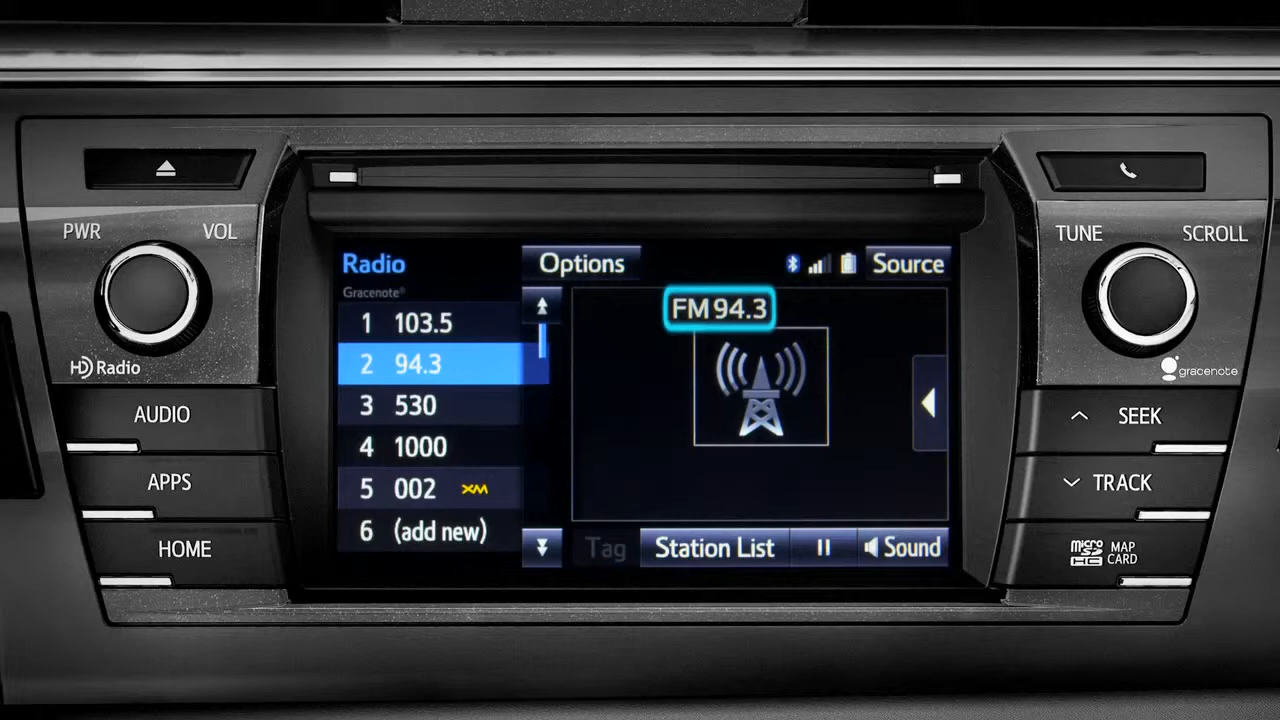 PWR VOL
TUNE SCROLL
Radio
Options
Source
Gracenote®
FM 94.3
1 103.5
2 94.3
3 530
4 1000
5 002 XM
6 (add new)
Tag
Station List
Sound
HD Radio
AUDIO
APPS
HOME
gracenote
SEEK
TRACK
micro SD HC
MAP
CARD